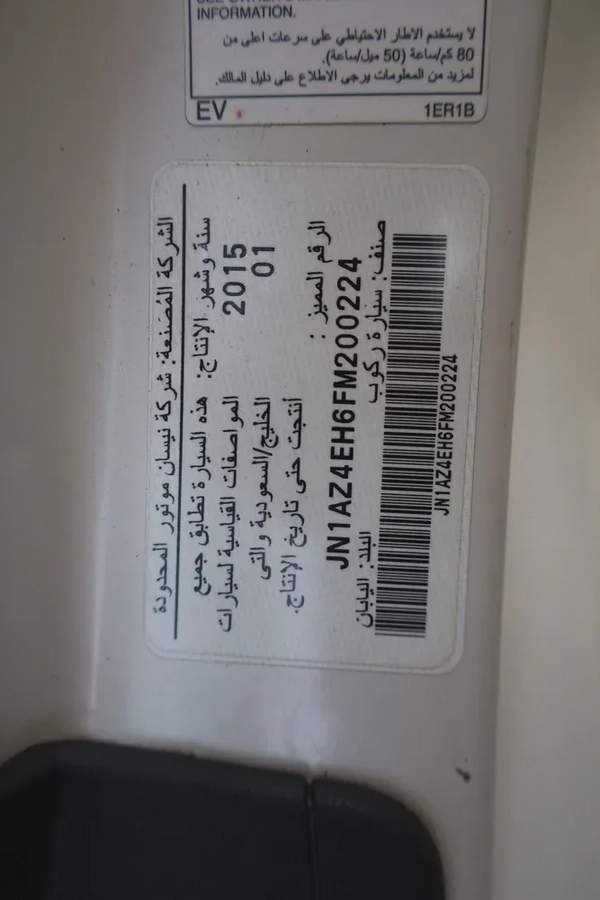 INFORMATION.
لا يستخدم الاطار الاحتياطي على سرعات اعلى من
80 كم/ساعة (50 ميل/ساعة).
لمزيد من المعلومات يرجى الاطلاع على دليل المالك.
EV 1ER1B
الشركة المُصَنعة: شركة نيسان موتور المحدودة
سنة وشهر الإنتاج:
2015
01
هذه السيارة تطابق جميع
المواصفات القياسية لسيارات
الخليج/السعودية والتى
أنتجت حتى تاريخ الإنتاج.
الرقم المميز :
JN1AZ4EH6FM200224
صنف: سيارة ركوب
البلد: اليابان
JN1AZ4EH6FM200224